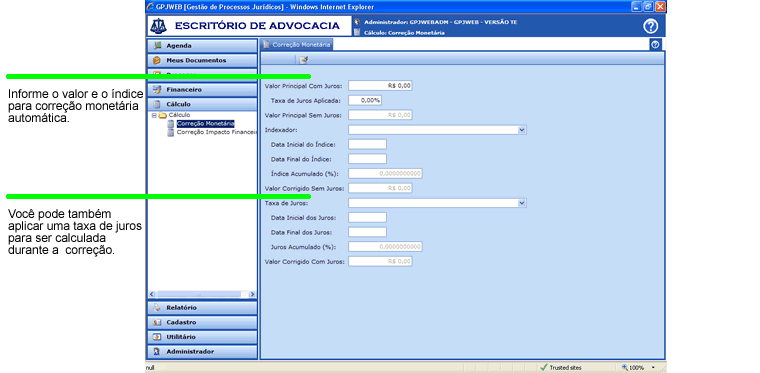 GPJWEB [Gestão de Processos Jurídicos] - Windows Internet Explorer
ESCRITÓRIO DE ADVOCACIA
Administrador: GPJWEBADM - GPJWEB - VERSÃO TE
Cálculo: Correção Monetária
Agenda
Meus Documentos
Financeiro
Cálculo
Cálculo
Correção Monetária
Correção Impacto Financei
Relatório
Cadastro
Utilitário
Administrador
Informe o valor e o índice
para correção monetária
automática.
Você pode também
aplicar uma taxa de juros
para ser calculada
durante a correção.
Correção Monetária
Valor Principal Com Juros: R$ 0,00
Taxa de Juros Aplicada: 0,00%
Valor Principal Sem Juros: R$ 0,00
Indexador:
Data Inicial do Índice:
Data Final do Índice:
Índice Acumulado (%): 0,0000000000
Valor Corrigido Sem Juros: R$ 0,00
Taxa de Juros:
Data Inicial dos Juros:
Data Final dos Juros:
Juros Acumulado (%): 0,0000000000
Valor Corrigido Com Juros: R$ 0,00
null
Trusted sites
100%